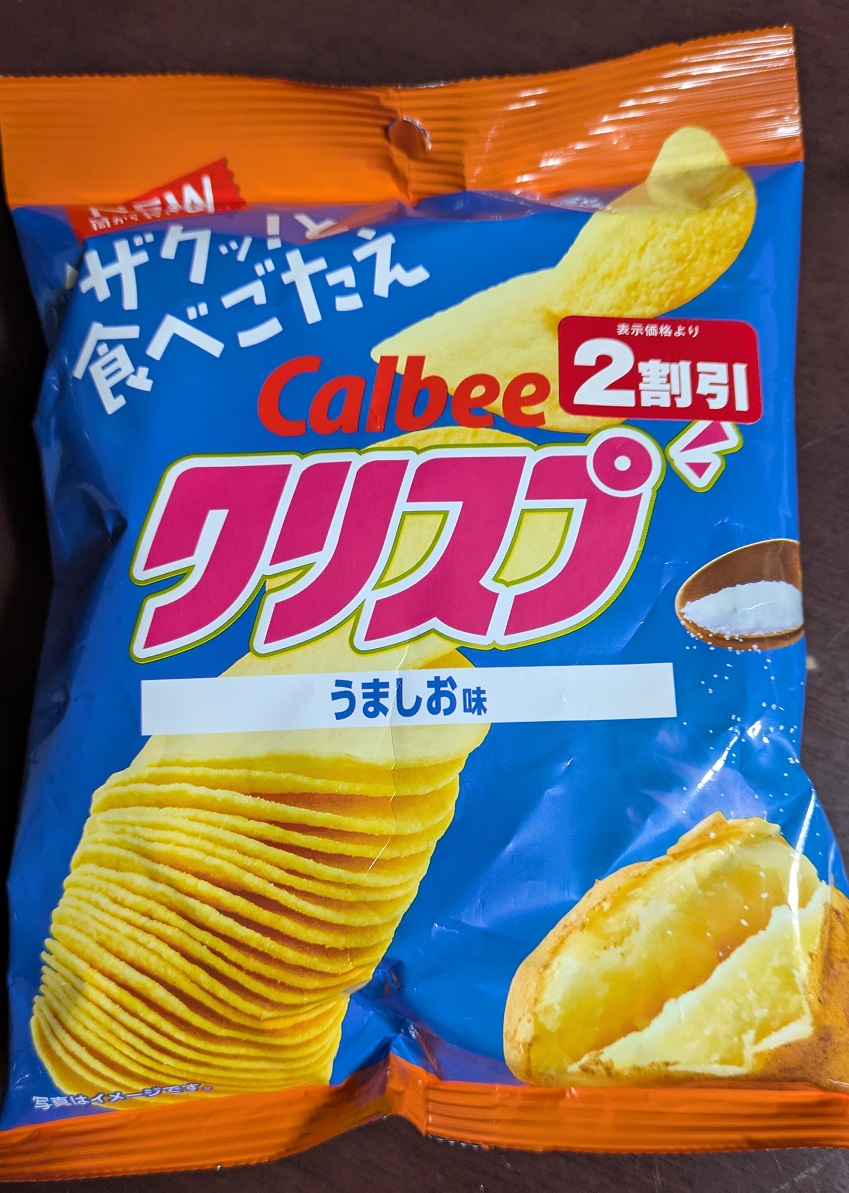 NEW
ザクッ!と
食べごたえ
Calbee
表示価格より
2割引
クリスプ
うましお味
写真はイメージです。